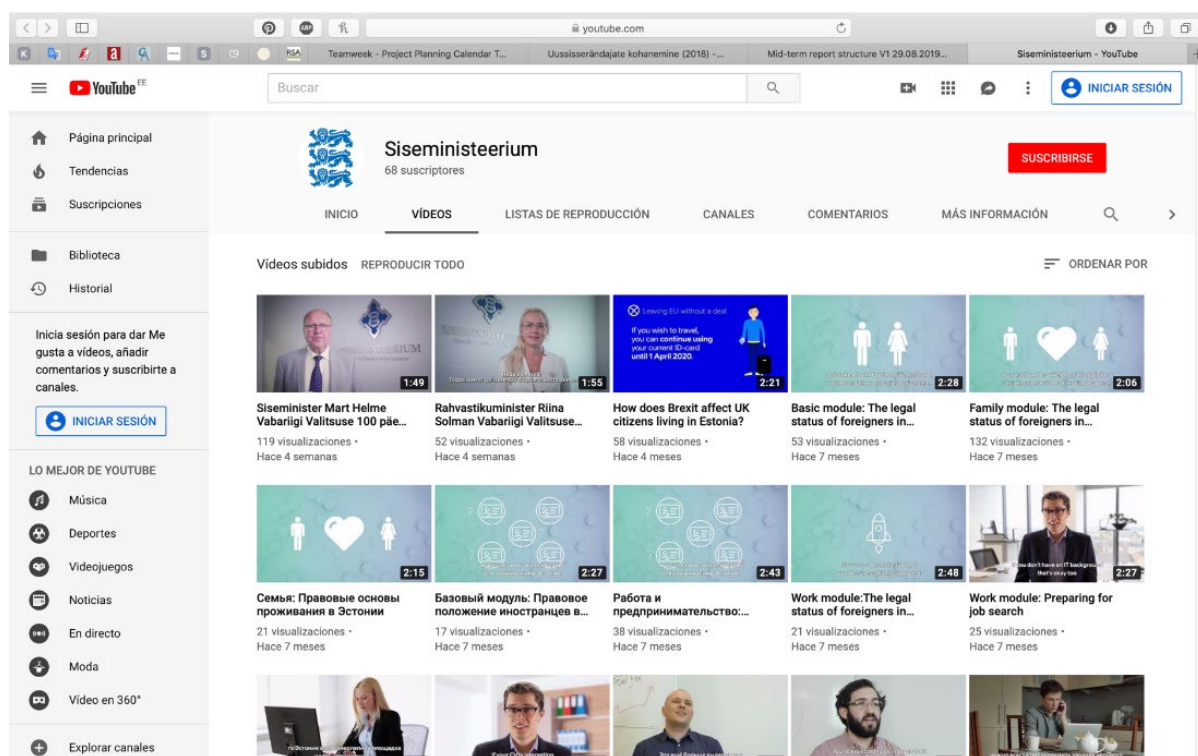 youtube.com
RSA
Teamweek - Project Planning Calendar T...
Uussisserändajate kohanemine (2018) -...
Mid-term report structure V1 29.08.2019...
Siseministeerium - YouTube
YouTube EE
Buscar
INICIAR SESIÓN
Página principal
Tendencias
Suscripciones
Biblioteca
Historial
Inicia sesión para dar Me
gusta a vídeos, añadir
comentarios y suscribirte a
canales.
INICIAR SESIÓN
LO MEJOR DE YOUTUBE
Música
Deportes
Videojuegos
Noticias
En directo
Moda
Vídeo en 360°
Explorar canales
Siseministeerium
68 suscriptores
SUSCRIBIRSE
INICIO
VÍDEOS
LISTAS DE REPRODUCCIÓN
CANALES
COMENTARIOS
MÁS INFORMACIÓN
Vídeos subidos
REPRODUCIR TODO
ORDENAR POR
1:49
Siseminister Mart Helme
Vabariigi Valitsuse 100 päe...
119 visualizaciones •
Hace 4 semanas
1:55
Rahvastikuminister Riina
Solman Vabariigi Valitsuse...
52 visualizaciones •
Hace 4 semanas
Leaving EU without a deal
If you wish to travel,
you can continue using
your current ID-card
until 1 April 2020.
2:21
How does Brexit affect UK
citizens living in Estonia?
58 visualizaciones •
Hace 4 meses
2:28
Basic module: The legal
status of foreigners in...
53 visualizaciones •
Hace 7 meses
2:06
Family module: The legal
status of foreigners in...
132 visualizaciones •
Hace 7 meses
2:15
Семья: Правовые основы
проживания в Эстонии
21 visualizaciones •
Hace 7 meses
2:27
Базовый модуль: Правовое
положение иностранцев в...
17 visualizaciones •
Hace 7 meses
2:43
Работа и
предпринимательство:...
38 visualizaciones •
Hace 7 meses
2:48
Work module:The legal
status of foreigners in...
21 visualizaciones •
Hace 7 meses
if you don't have an IT background
that's okay too
2:27
Work module: Preparing for
job search
25 visualizaciones •
Hace 7 meses